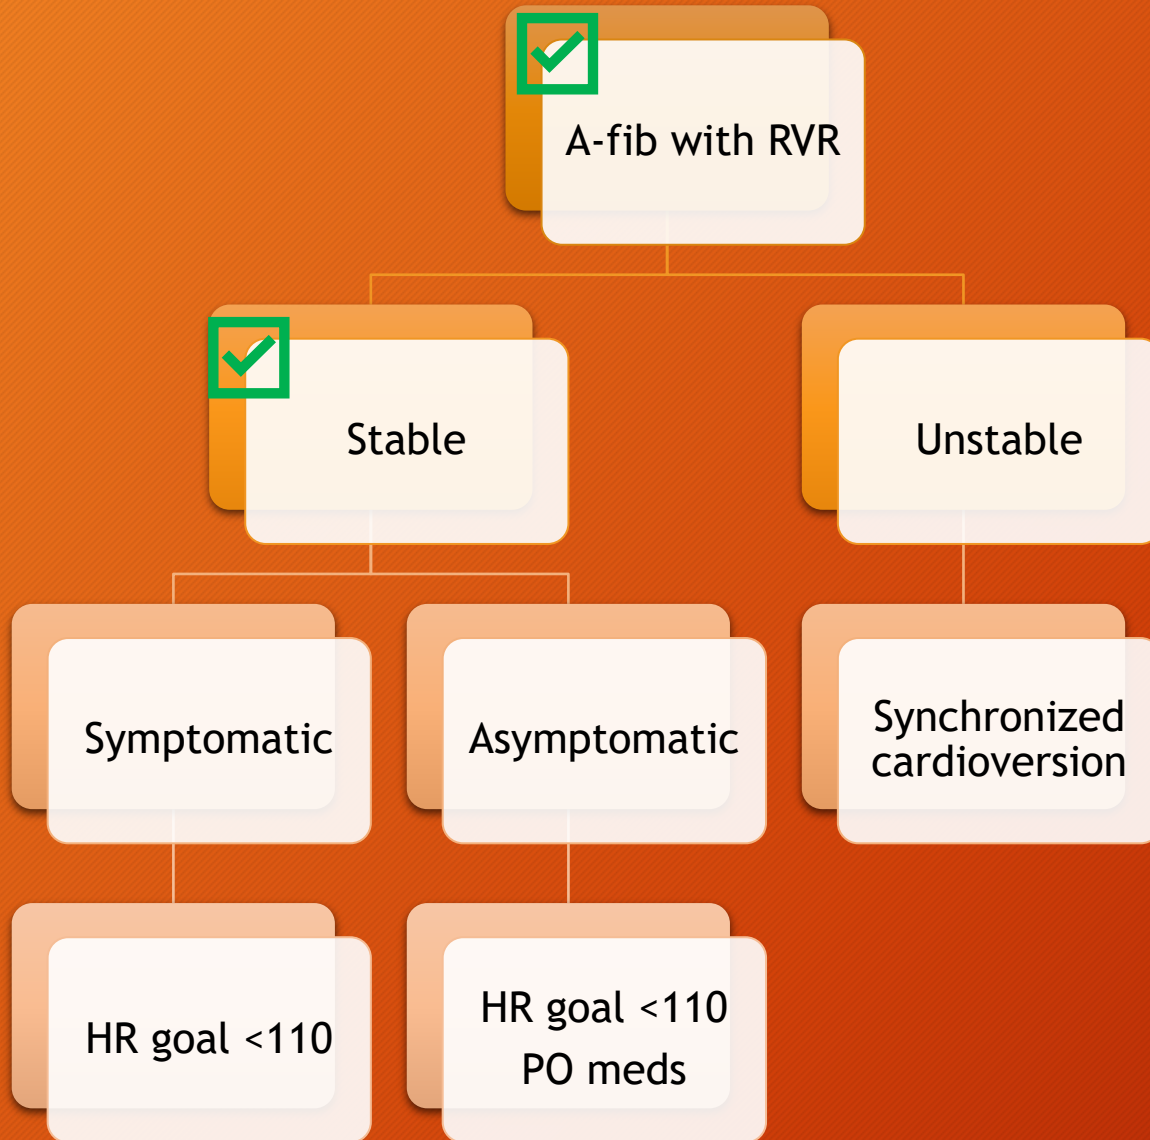 A-fib with RVR
Stable
Unstable
Symptomatic
Asymptomatic
Synchronized
cardioversion
HR goal <110
HR goal <110
PO meds